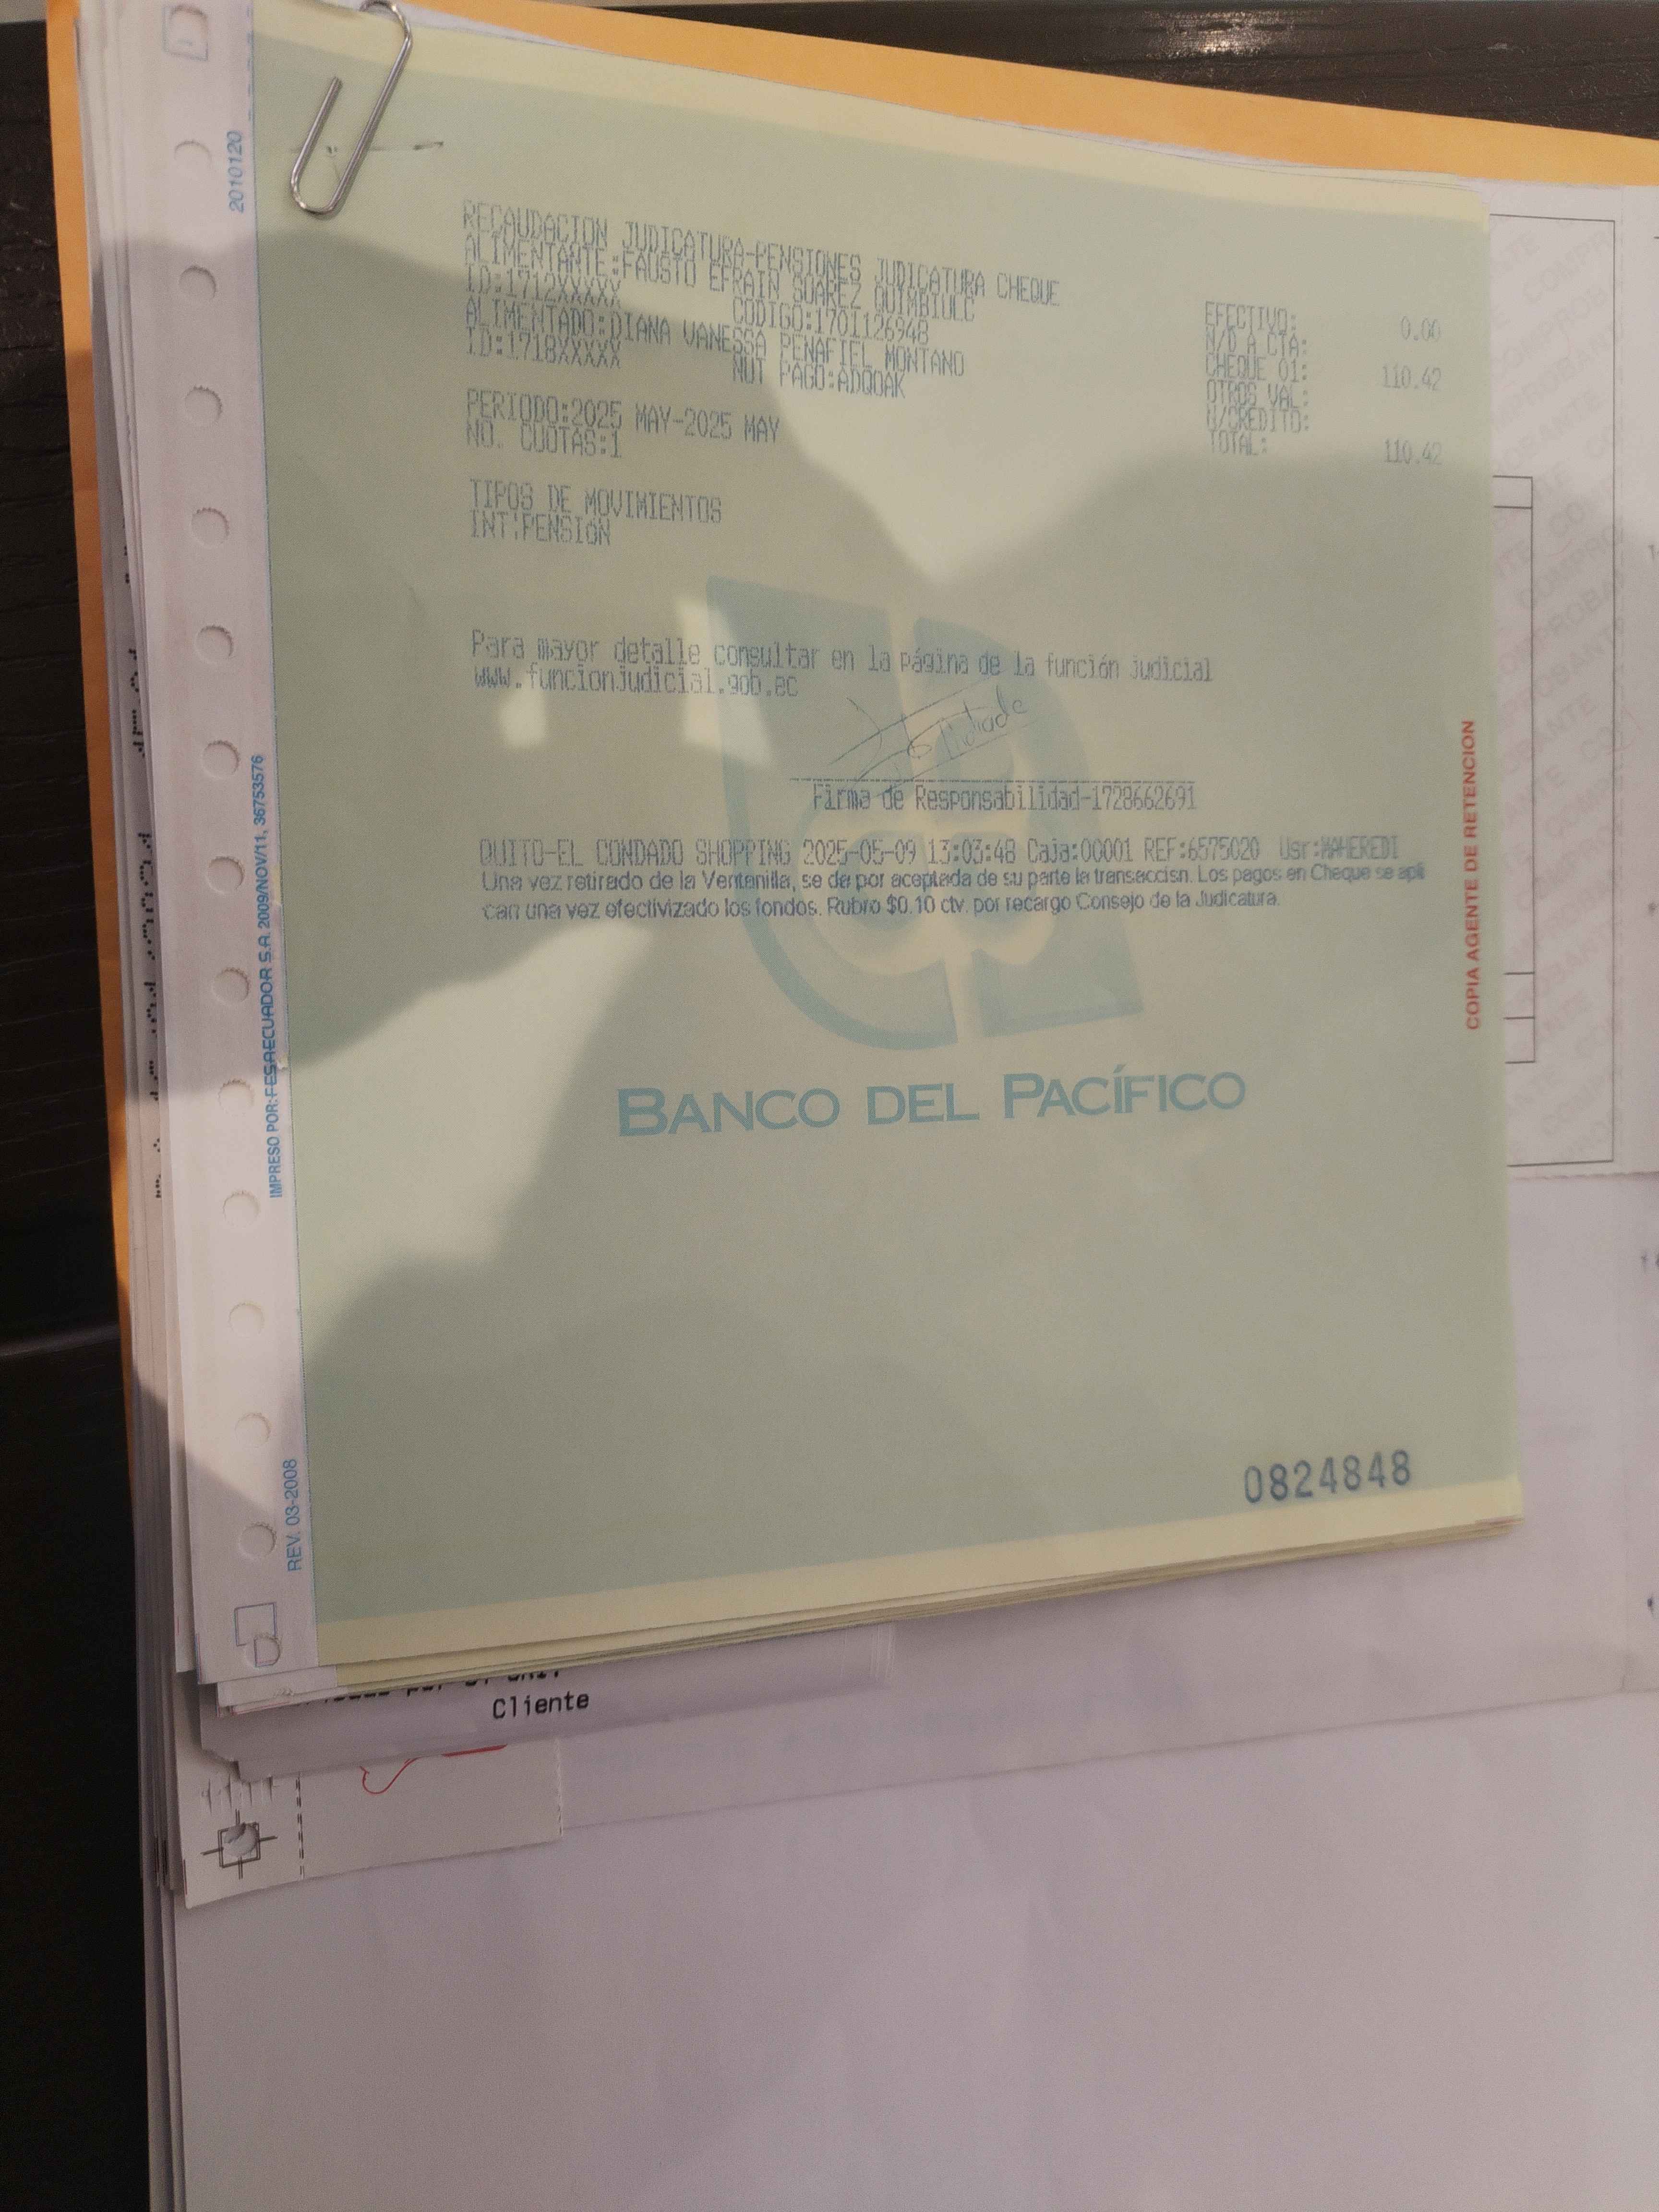 RECAUDACION JUDICATURA-PENSIONES JUDICATURA CHEQUE
ALIMENTANTE:FAUSTO EFRAIN SUAREZ QUIMBIULC
ID:1712XXXXX CODIGO:1701126948
ALIMENTADO:DIANA VANESSA PENAFIEL MONTANO
ID:1718XXXXX NUT PAGO:ADQOAK
PERIODO:2025 MAY-2025 MAY
NO. CUOTAS:1
EFECTIVO: 0.00
N/D A CTA:
CHEQUE 01: 110.42
OTROS VAL:
N/CREDITO:
TOTAL: 110.42
TIPOS DE MOVIMIENTOS
INT:PENSION
Para mayor detalle consultar en la página de la función judicial
www.funcionjudicial.gob.ec
Firma de Responsabilidad-1728662691
QUITO-EL CONDADO SHOPPING 2025-05-09 13:03:48 Caja:00001 REF:6575020 Usr:MAHEREDI
Una vez retirado de la Ventanilla, se da por aceptada de su parte la transaccisn. Los pagos en Cheque se apli
can una vez efectivizado los fondos. Rubro $0.10 ctv. por recargo Consejo de la Judicatura.
BANCO DEL PACÍFICO
0824848
COPIA AGENTE DE RETENCION
2010120
IMPRESO POR:FESAECUADOR S.A. 2009/NOV/11, 36753576
REV. 03-2008
Cliente